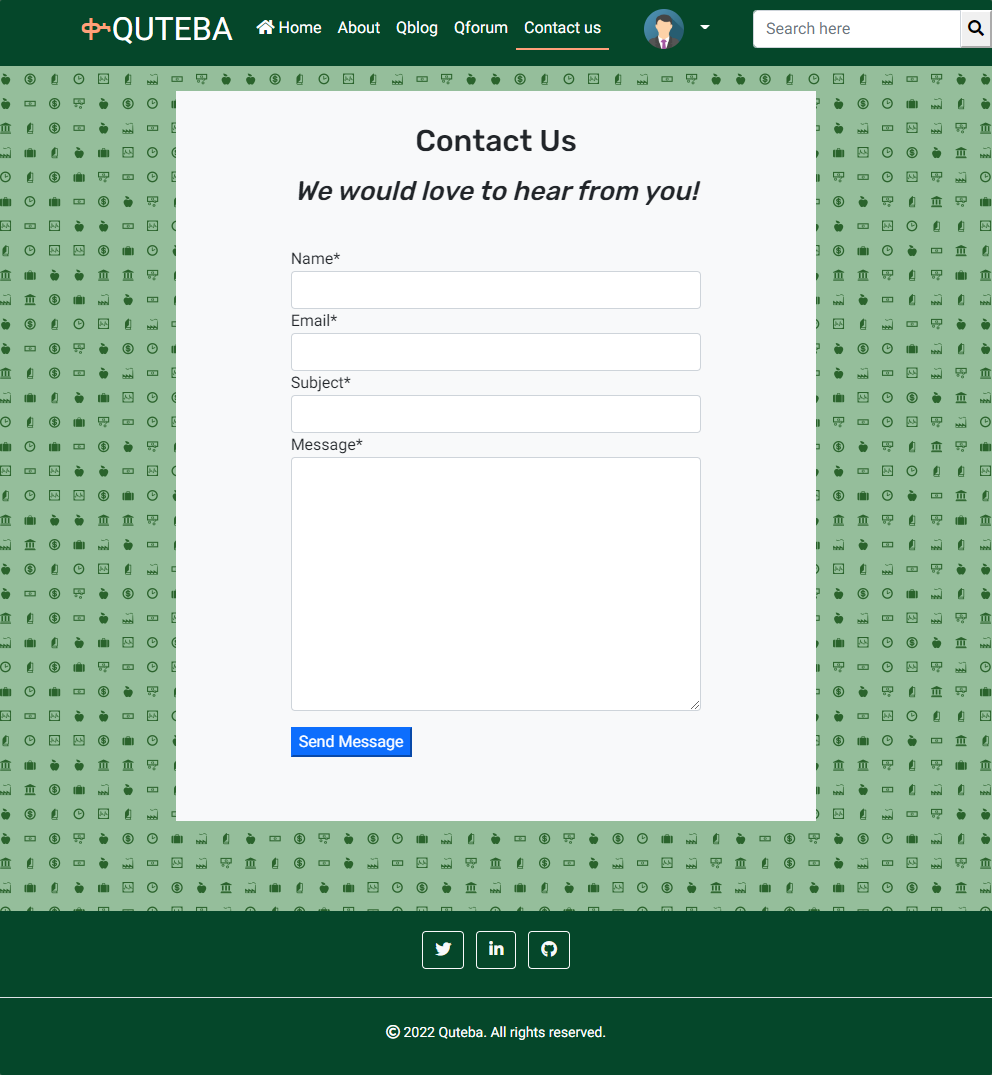 ቍ QUTEBA
Home About Qblog Qforum Contact us
Search here
Contact Us
We would love to hear from you!
Name*
Email*
Subject*
Message*
Send Message
© 2022 Quteba. All rights reserved.